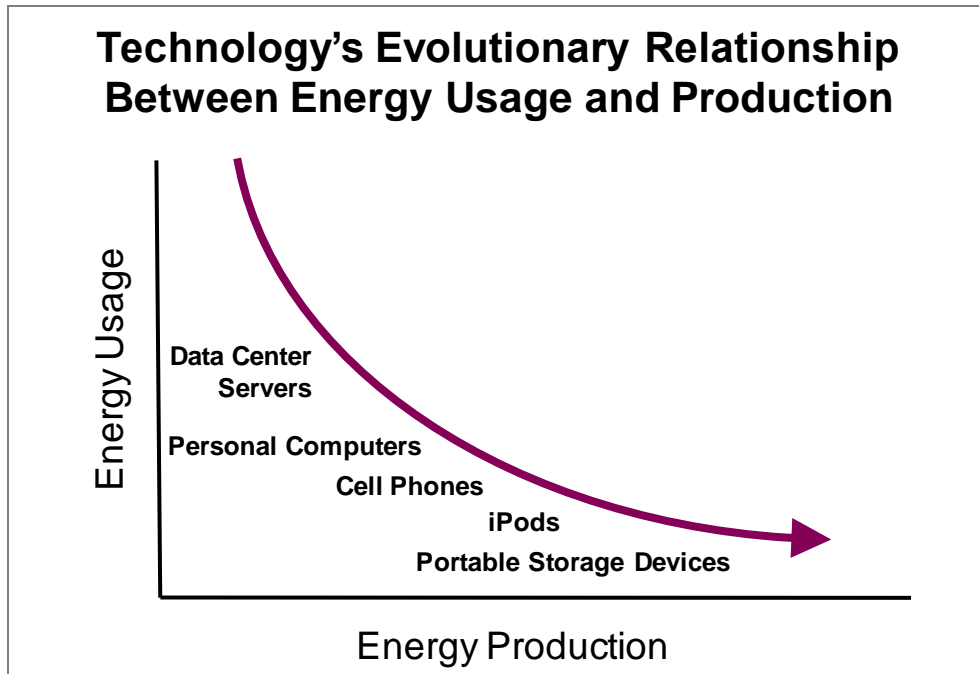 Technology's Evolutionary Relationship
Between Energy Usage and Production
Energy Usage
Data Center
Servers
Personal Computers
Cell Phones
iPods
Portable Storage Devices
Energy Production